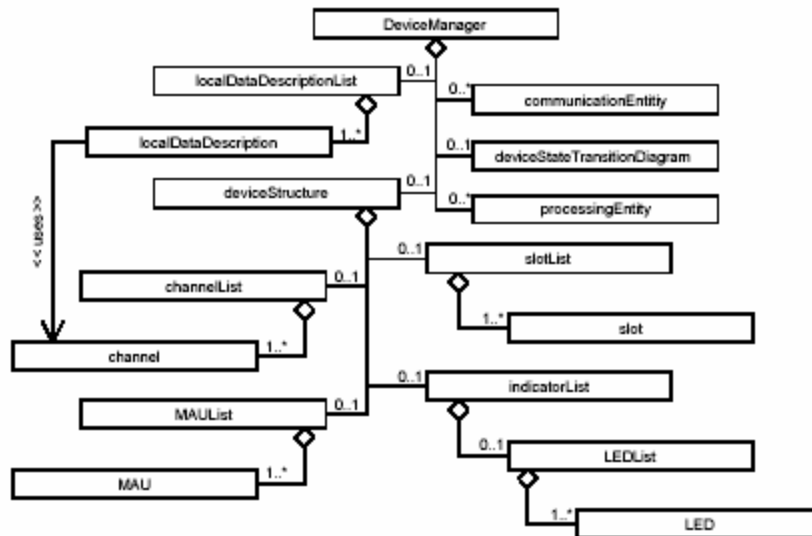 DeviceManager
0..1
localDataDescriptionList
0..*
communicationEntitiy
1..*
localDataDescription
0..1
deviceStateTransitionDiagram
0..1
deviceStructure
0..*
processingEntity
<< uses >>
0..1
slotList
0..1
channelList
1..*
slot
1..*
channel
0..1
indicatorList
0..1
MAUList
0..1
LEDList
1..*
MAU
1..*
LED